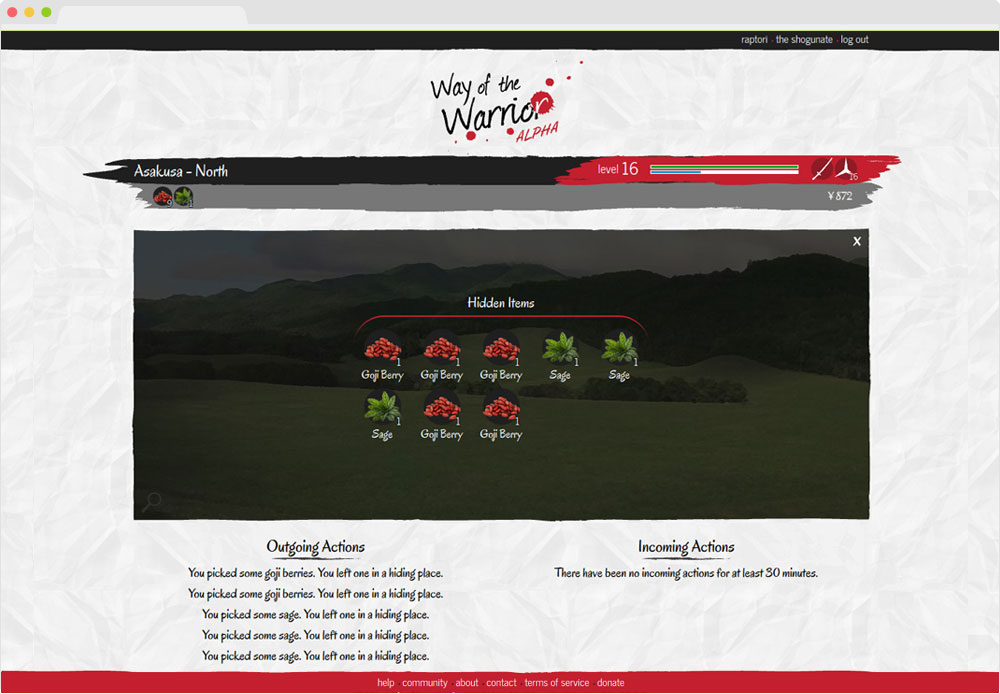 raptori · the shogunate · log out
Way of the
Warrior
ALPHA
Asakusa - North
level 16
16
9
1
¥ 872
X
Hidden Items
1 1 1 1 1
Goji Berry Goji Berry Goji Berry Sage Sage
1 1 1
Sage Goji Berry Goji Berry
Outgoing Actions
You picked some goji berries. You left one in a hiding place.
You picked some goji berries. You left one in a hiding place.
You picked some sage. You left one in a hiding place.
You picked some sage. You left one in a hiding place.
You picked some sage. You left one in a hiding place.
Incoming Actions
There have been no incoming actions for at least 30 minutes.
help · community · about · contact · terms of service · donate